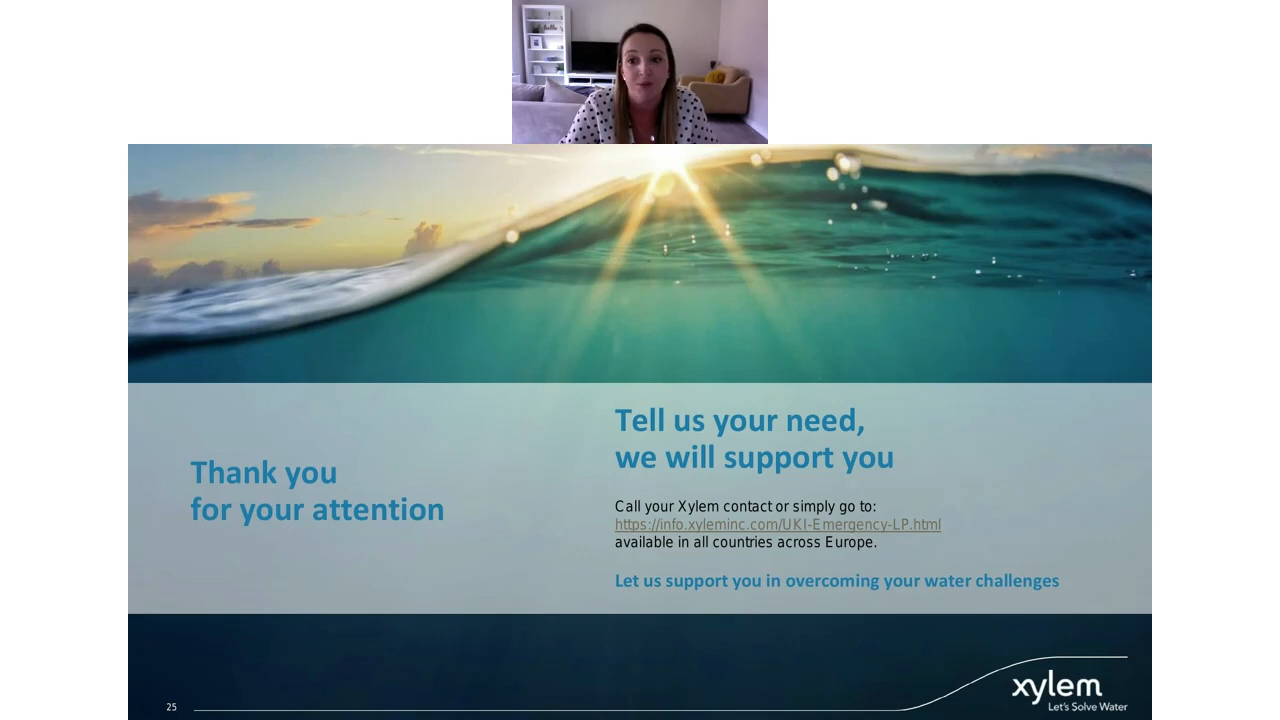 Thank you
for your attention
Tell us your need,
we will support you
Call your Xylem contact or simply go to:
https://info.xyleminc.com/UKI-Emergency-LP.html
available in all countries across Europe.
Let us support you in overcoming your water challenges
25
xylem
Let's Solve Water